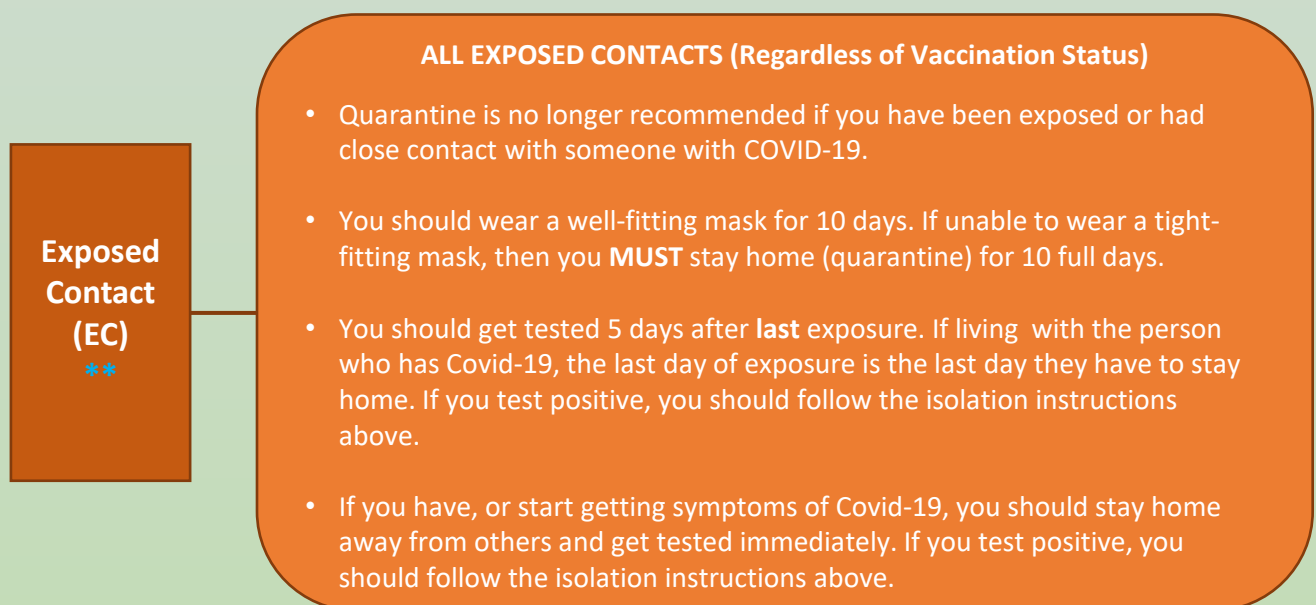 Exposed
Contact
(EC)
**
ALL EXPOSED CONTACTS (Regardless of Vaccination Status)
• Quarantine is no longer recommended if you have been exposed or had
close contact with someone with COVID-19.
• You should wear a well-fitting mask for 10 days. If unable to wear a tight-
fitting mask, then you MUST stay home (quarantine) for 10 full days.
• You should get tested 5 days after last exposure. If living with the person
who has Covid-19, the last day of exposure is the last day they have to stay
home. If you test positive, you should follow the isolation instructions
above.
• If you have, or start getting symptoms of Covid-19, you should stay home
away from others and get tested immediately. If you test positive, you
should follow the isolation instructions above.